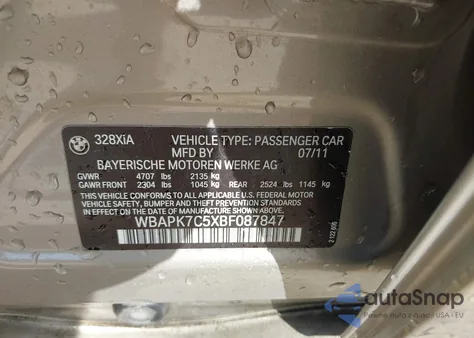 328XiA VEHICLE TYPE: PASSENGER CAR
MFD BY 07/11
BAYERISCHE MOTOREN WERKE AG
GVWR 4707 lbs 2135 kg
GAWR FRONT 2304 lbs 1045 kg REAR 2524 lbs 1145 kg
THIS VEHICLE CONFORMS TO ALL APPLICABLE FEDERAL MOTOR VEHICLE
SAFETY, BUMPER, AND THEFT PREVENTION STANDARDS IN EFFECT ON
THE DATE OF MANUFACTURE SHOWN ABOVE.
WBAPK7C5XBF087847
autoSnap